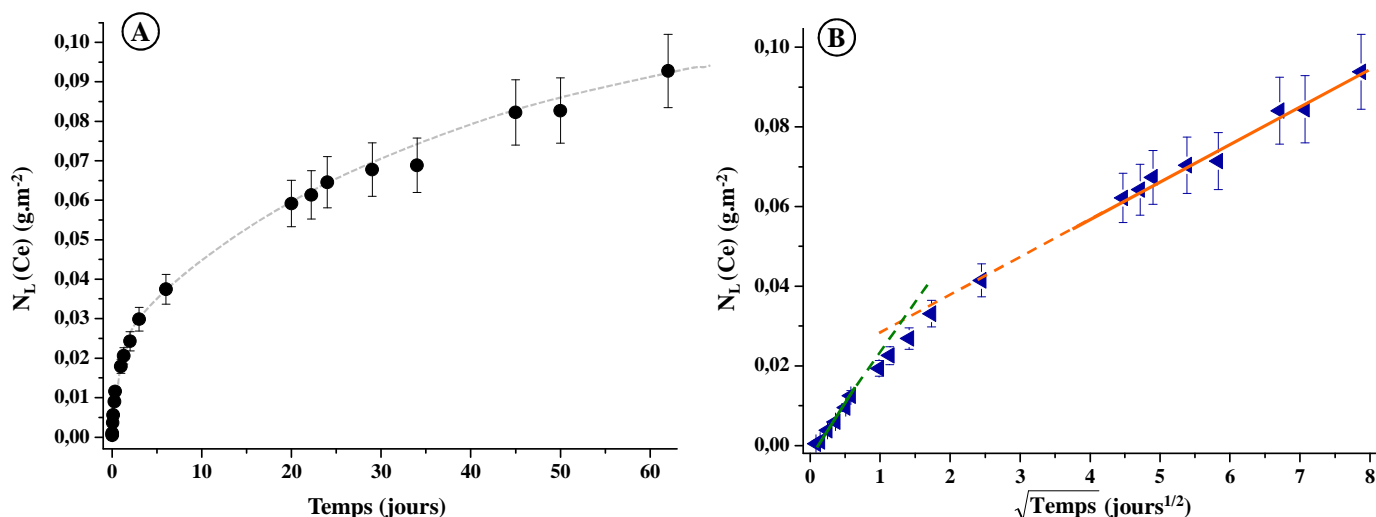 A
N_L (Ce) (g.m-2)
0,10
0,09
0,08
0,07
0,06
0,05
0,04
0,03
0,02
0,01
0,00
0 10 20 30 40 50 60
Temps (jours)
B
N_L (Ce) (g.m-2)
0,10
0,08
0,06
0,04
0,02
0,00
0 1 2 3 4 5 6 7 8
√Temps (jours1/2)